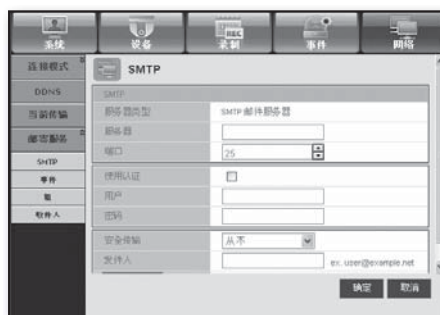 系统 设备 REC 录制 事件 网络
连接模式
DDNS
当前传输
邮寄服务
SMTP
事件
组
收件人
SMTP
SMTP
服务器类型 SMTP 邮件服务器
服务器
端口 25
使用认证
用户
密码
安全传输 从不
发件人 ex. user@example.net
确定 取消